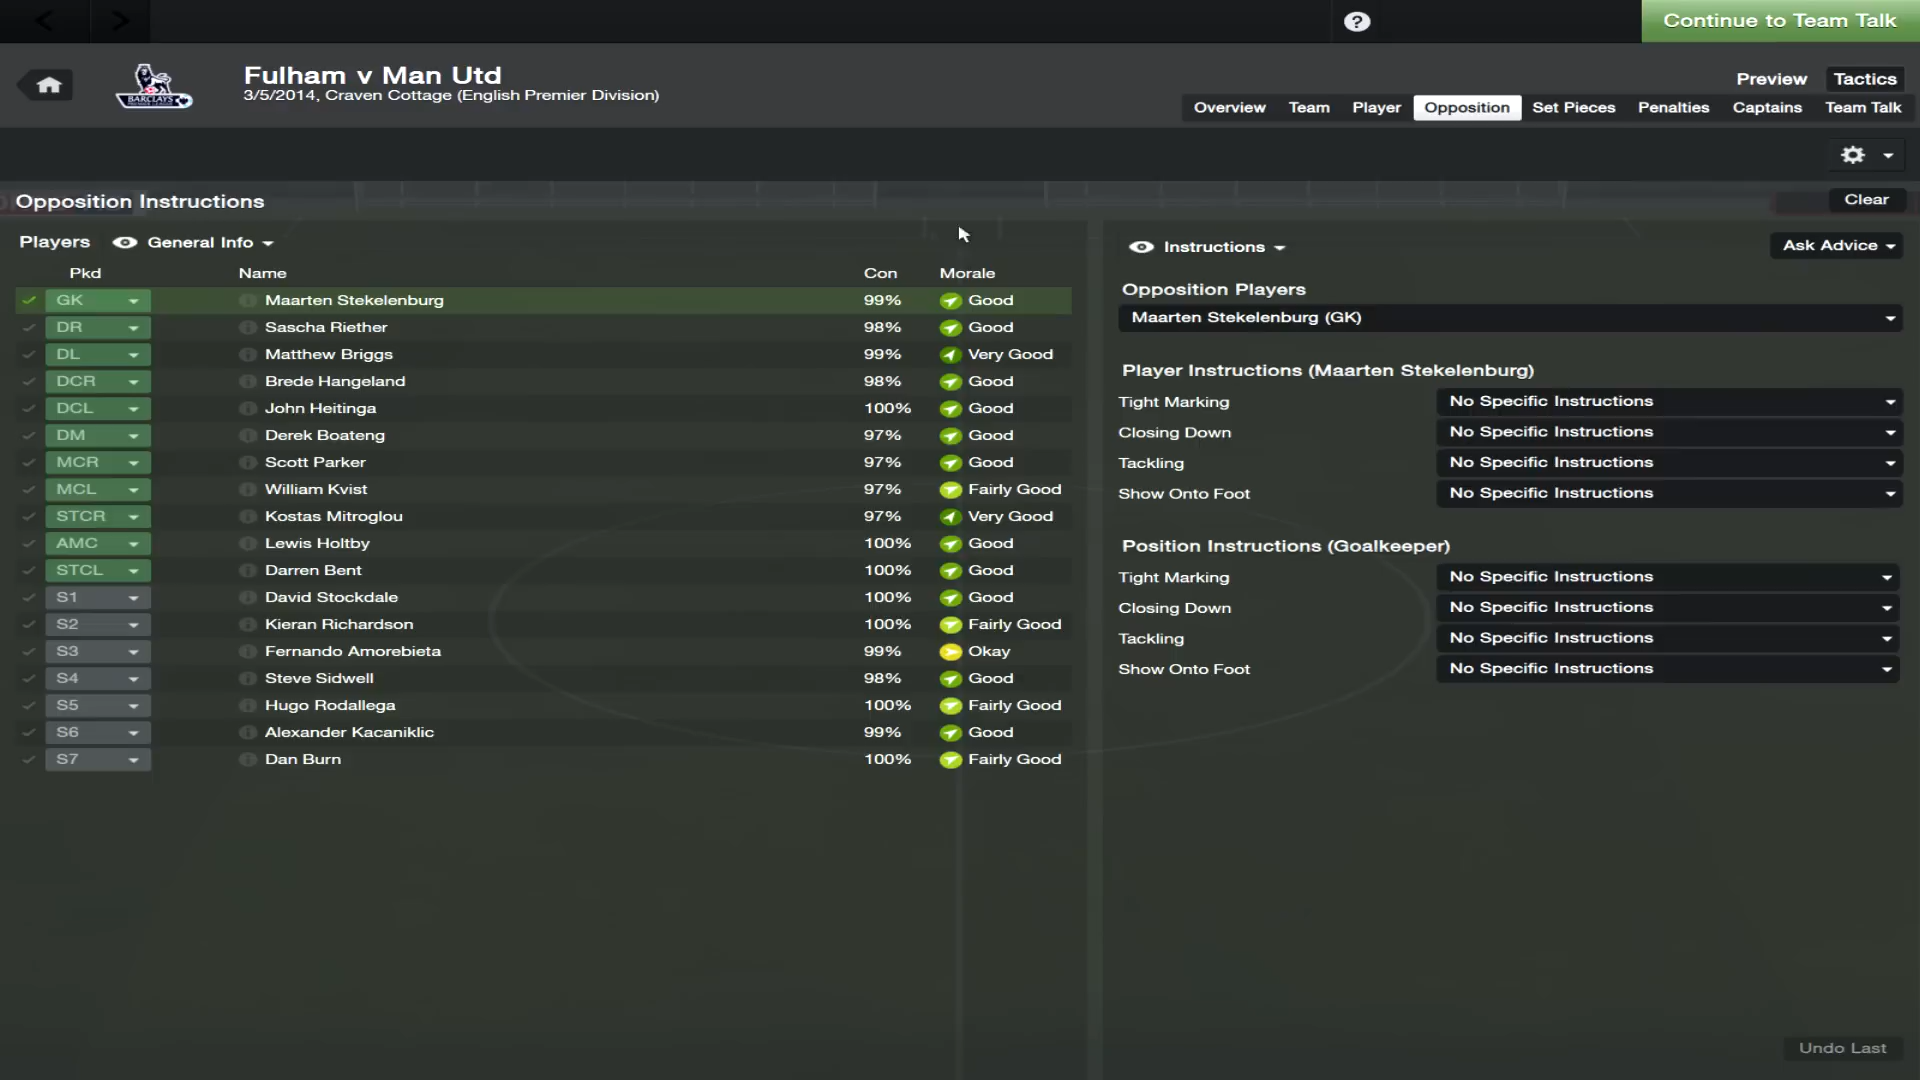 Continue to Team Talk
Fulham v Man Utd
3/5/2014, Craven Cottage (English Premier Division)
BARCLAYS
Preview Tactics
Overview Team Player Opposition Set Pieces Penalties Captains Team Talk
Opposition Instructions
Clear
Players General Info
Pkd Name Con Morale
GK Maarten Stekelenburg 99% Good
DR Sascha Riether 98% Good
DL Matthew Briggs 99% Very Good
DCR Brede Hangeland 98% Good
DCL John Heitinga 100% Good
DM Derek Boateng 97% Good
MCR Scott Parker 97% Good
MCL William Kvist 97% Fairly Good
STCR Kostas Mitroglou 97% Very Good
AMC Lewis Holtby 100% Good
STCL Darren Bent 100% Good
S1 David Stockdale 100% Good
S2 Kieran Richardson 100% Fairly Good
S3 Fernando Amorebieta 99% Okay
S4 Steve Sidwell 98% Good
S5 Hugo Rodallega 100% Fairly Good
S6 Alexander Kacaniklic 99% Good
S7 Dan Burn 100% Fairly Good
Instructions
Ask Advice
Opposition Players
Maarten Stekelenburg (GK)
Player Instructions (Maarten Stekelenburg)
Tight Marking No Specific Instructions
Closing Down No Specific Instructions
Tackling No Specific Instructions
Show Onto Foot No Specific Instructions
Position Instructions (Goalkeeper)
Tight Marking No Specific Instructions
Closing Down No Specific Instructions
Tackling No Specific Instructions
Show Onto Foot No Specific Instructions
Undo Last